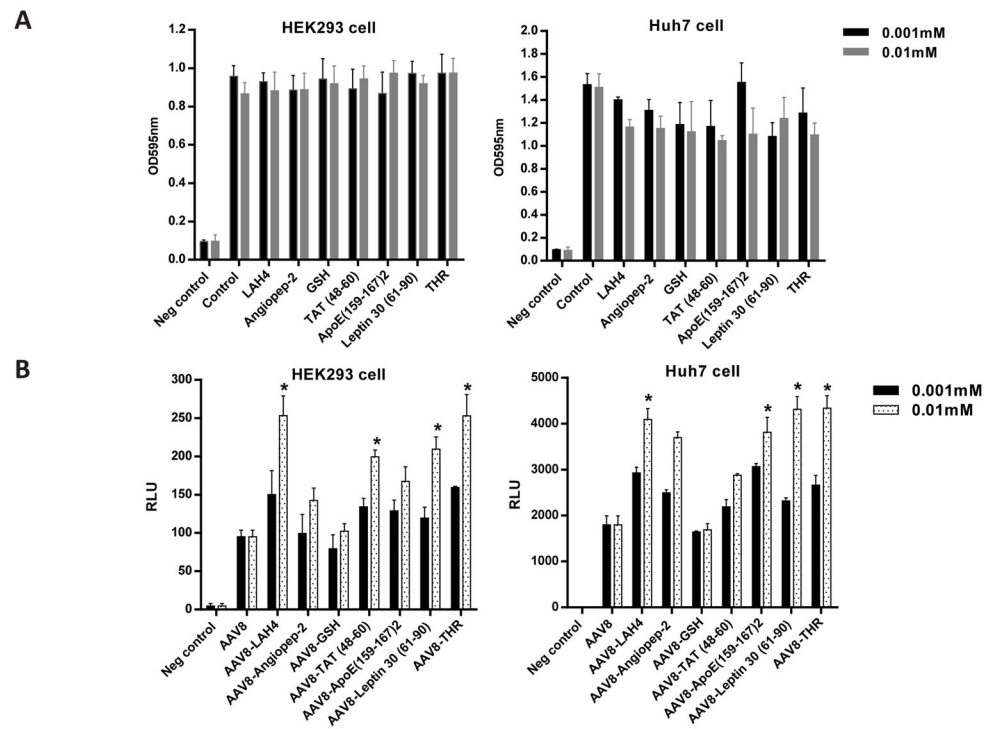 A
HEK293 cell
OD595nm
1.2
1.0
0.8
0.6
0.4
0.2
0.0
Neg control
Control
LAH4
Angiopep-2
GSH
TAT (48-60)
ApoE(159-167)2
Leptin 30 (61-90)
THR
Huh7 cell
OD595nm
2.0
1.8
1.6
1.4
1.2
1.0
0.8
0.6
0.4
0.2
0.0
Neg control
Control
LAH4
Angiopep-2
GSH
TAT (48-60)
ApoE(159-167)2
Leptin 30 (61-90)
THR
0.001mM
0.01mM
B
HEK293 cell
RLU
300
250
200
150
100
50
0
* * * *
Neg control
AAV8
AAV8-LAH4
AAV8-Angiopep-2
AAV8-GSH
AAV8-TAT (48-60)
AAV8-ApoE(159-167)2
AAV8-Leptin 30 (61-90)
AAV8-THR
Huh7 cell
RLU
5000
4000
3000
2000
1000
0
* * * *
Neg control
AAV8
AAV8-LAH4
AAV8-Angiopep-2
AAV8-GSH
AAV8-TAT (48-60)
AAV8-ApoE(159-167)2
AAV8-Leptin 30 (61-90)
AAV8-THR
0.001mM
0.01mM